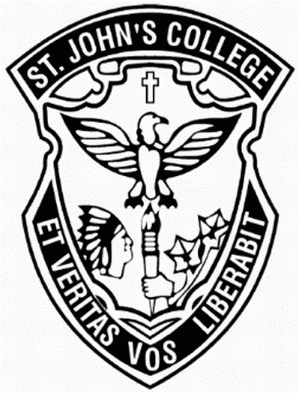 ST. JOHN'S COLLEGE
ET VERITAS VOS LIBERABIT